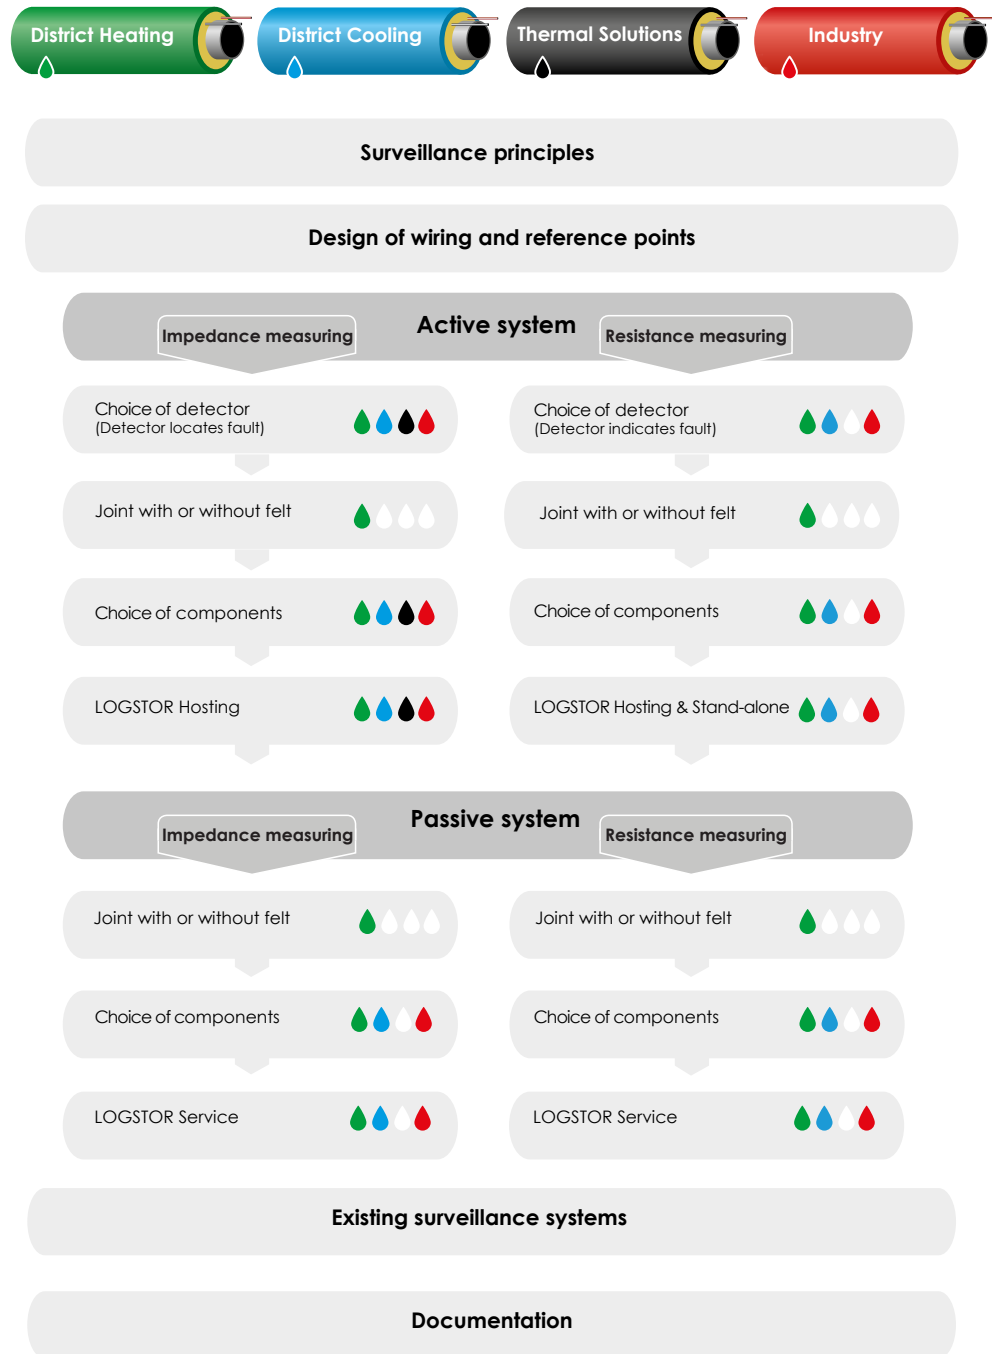 District Heating
District Cooling
Thermal Solutions
Industry
Surveillance principles
Design of wiring and reference points
Active system
Impedance measuring
Resistance measuring
Choice of detector
(Detector locates fault)
Choice of detector
(Detector indicates fault)
Joint with or without felt
Joint with or without felt
Choice of components
Choice of components
LOGSTOR Hosting
LOGSTOR Hosting & Stand-alone
Passive system
Impedance measuring
Resistance measuring
Joint with or without felt
Joint with or without felt
Choice of components
Choice of components
LOGSTOR Service
LOGSTOR Service
Existing surveillance systems
Documentation